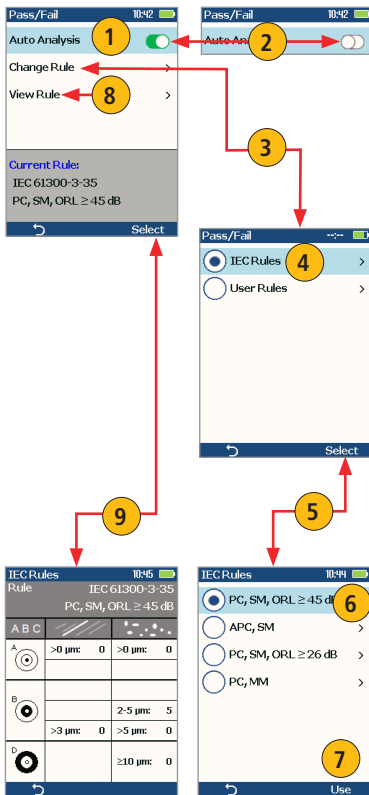 Pass/Fail 10:42
Auto Analysis
Change Rule >
View Rule >
Current Rule:
IEC 61300-3-35
PC, SM, ORL ≥ 45 dB
Select
1
8
Pass/Fail 10:42
Auto An
2
3
Pass/Fail --:--
IEC Rules >
User Rules >
Select
4
5
9
IEC Rules 10:45
Rule IEC 61300-3-35
PC, SM, ORL ≥ 45 dB
A B C
A >0 µm: 0 >0 µm: 0
B
2-5 µm: 5
>3 µm: 0 >5 µm: 0
D ≥10 µm: 0
IEC Rules 10:44
PC, SM, ORL ≥ 45 d
APC, SM >
PC, SM, ORL ≥ 26 dB >
PC, MM >
Use
6
7